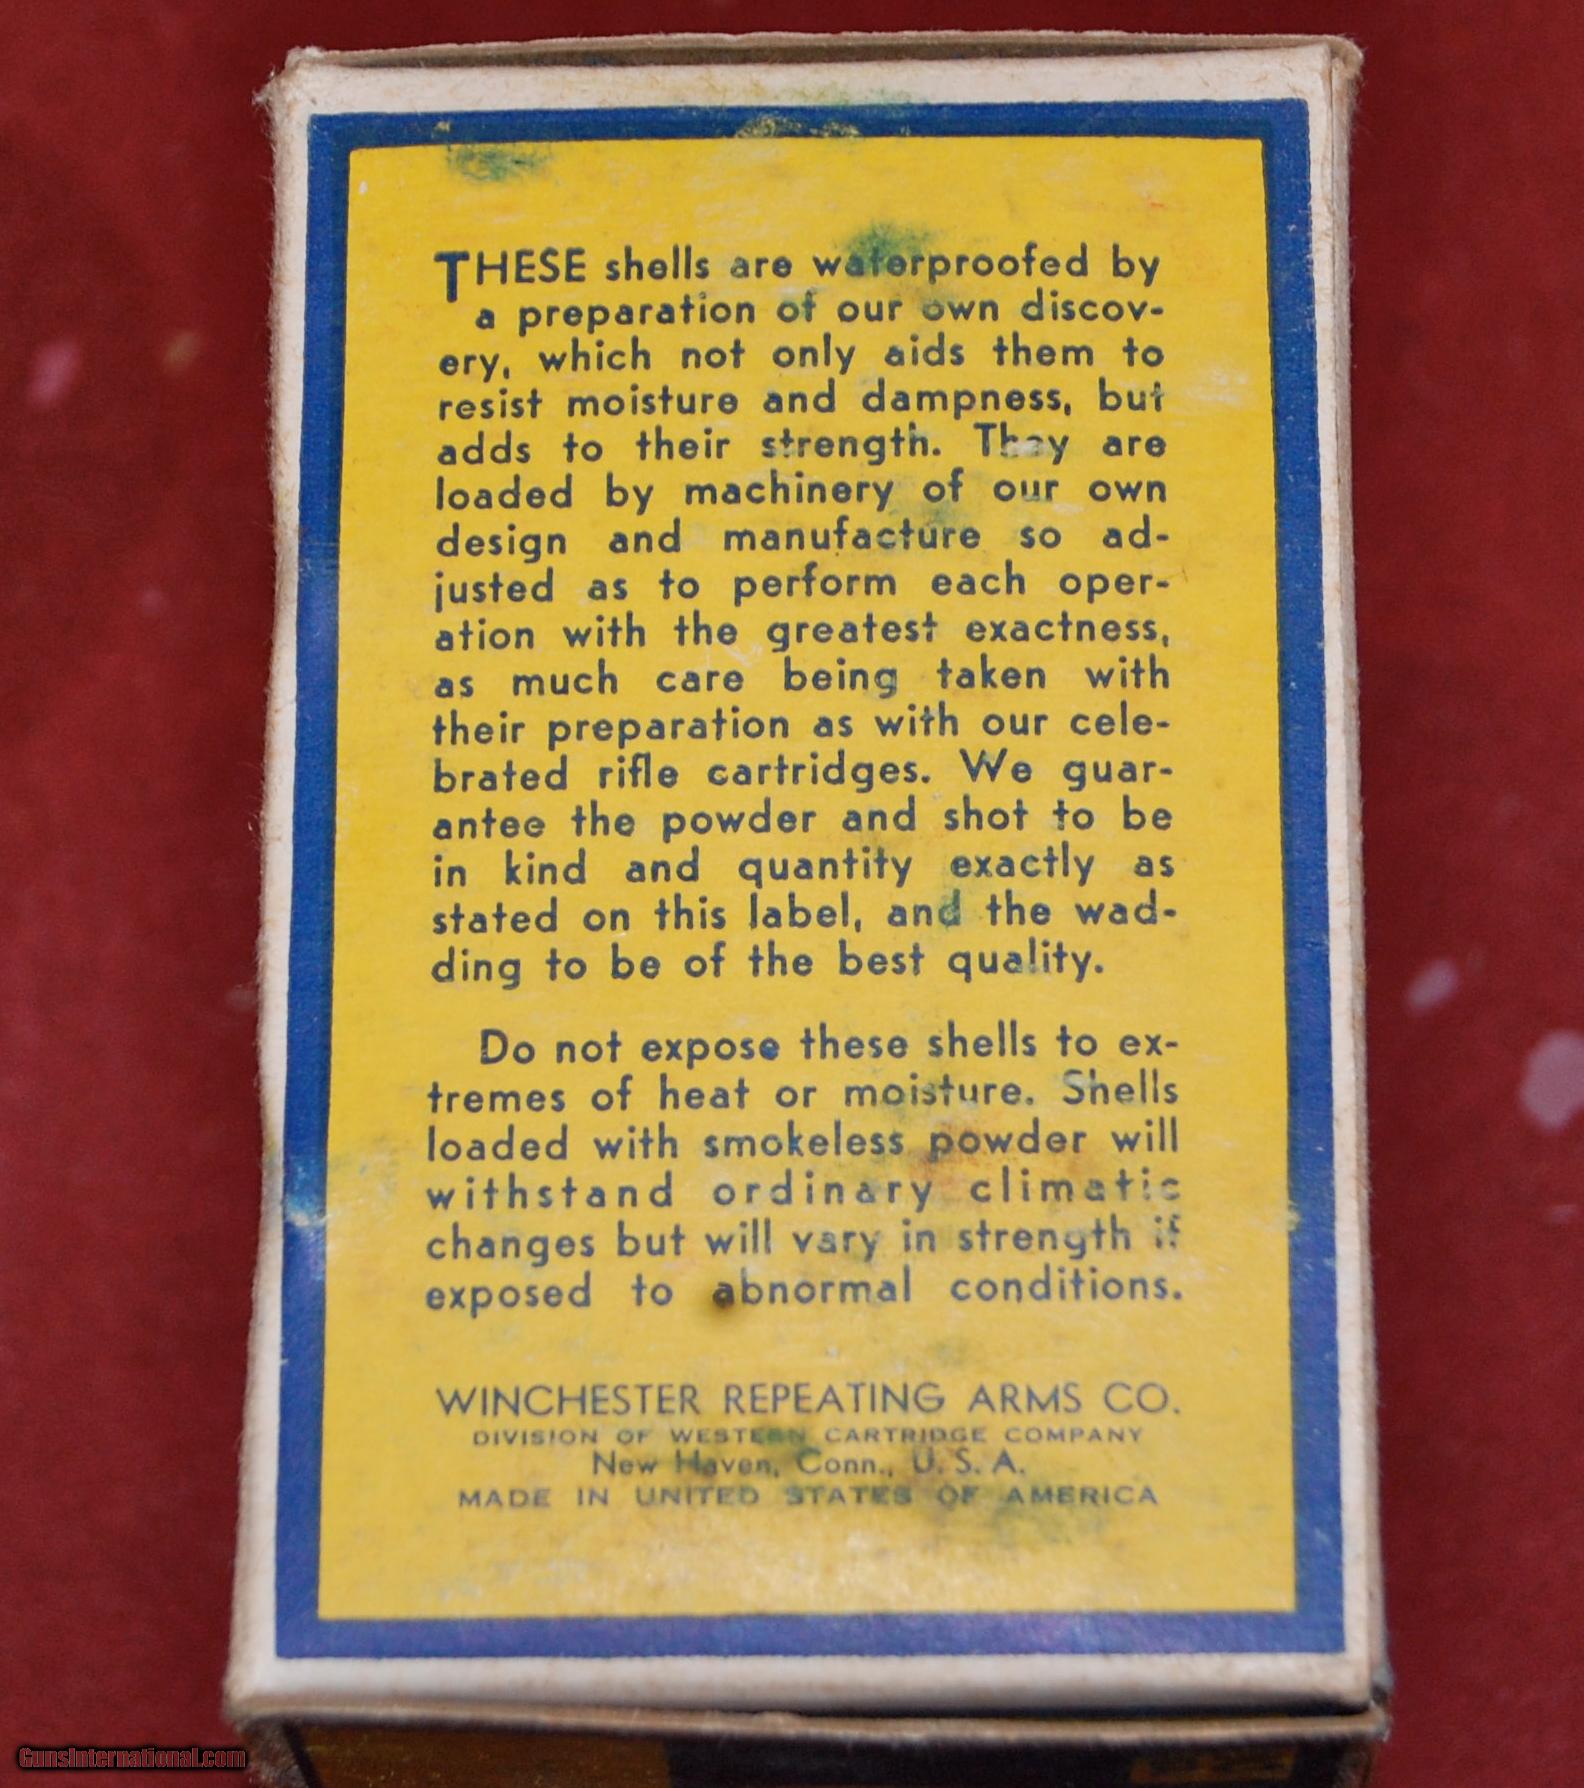 THESE shells are waterproofed by
a preparation of our own discov-
ery, which not only aids them to
resist moisture and dampness, but
adds to their strength. They are
loaded by machinery of our own
design and manufacture so ad-
justed as to perform each oper-
ation with the greatest exactness,
as much care being taken with
their preparation as with our cele-
brated rifle cartridges. We guar-
antee the powder and shot to be
in kind and quantity exactly as
stated on this label, and the wad-
ding to be of the best quality.
Do not expose these shells to ex-
tremes of heat or moisture. Shells
loaded with smokeless powder will
withstand ordinary climatic
changes but will vary in strength if
exposed to abnormal conditions.
WINCHESTER REPEATING ARMS CO.
DIVISION OF WESTERN CARTRIDGE COMPANY
New Haven, Conn., U. S. A.
MADE IN UNITED STATES OF AMERICA
GunsInternational.com